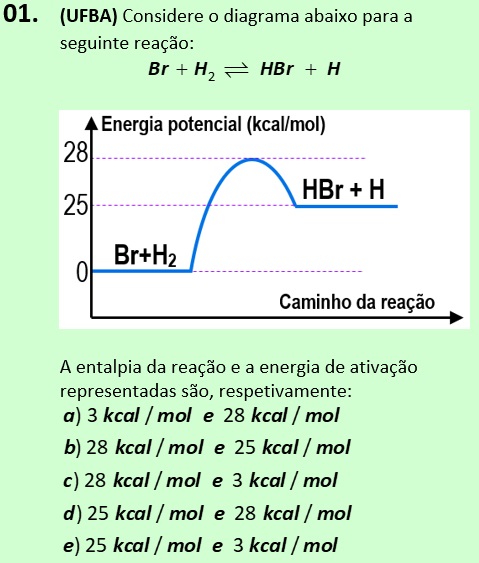 01. (UFBA) Considere o diagrama abaixo para a
seguinte reação:
Br + H₂ ⇌ HBr + H
Energia potencial (kcal/mol)
28
25
HBr + H
Br+H₂
0
Caminho da reação
A entalpia da reação e a energia de ativação
representadas são, respetivamente:
a) 3 kcal / mol e 28 kcal / mol
b) 28 kcal / mol e 25 kcal / mol
c) 28 kcal / mol e 3 kcal / mol
d) 25 kcal / mol e 28 kcal / mol
e) 25 kcal / mol e 3 kcal / mol